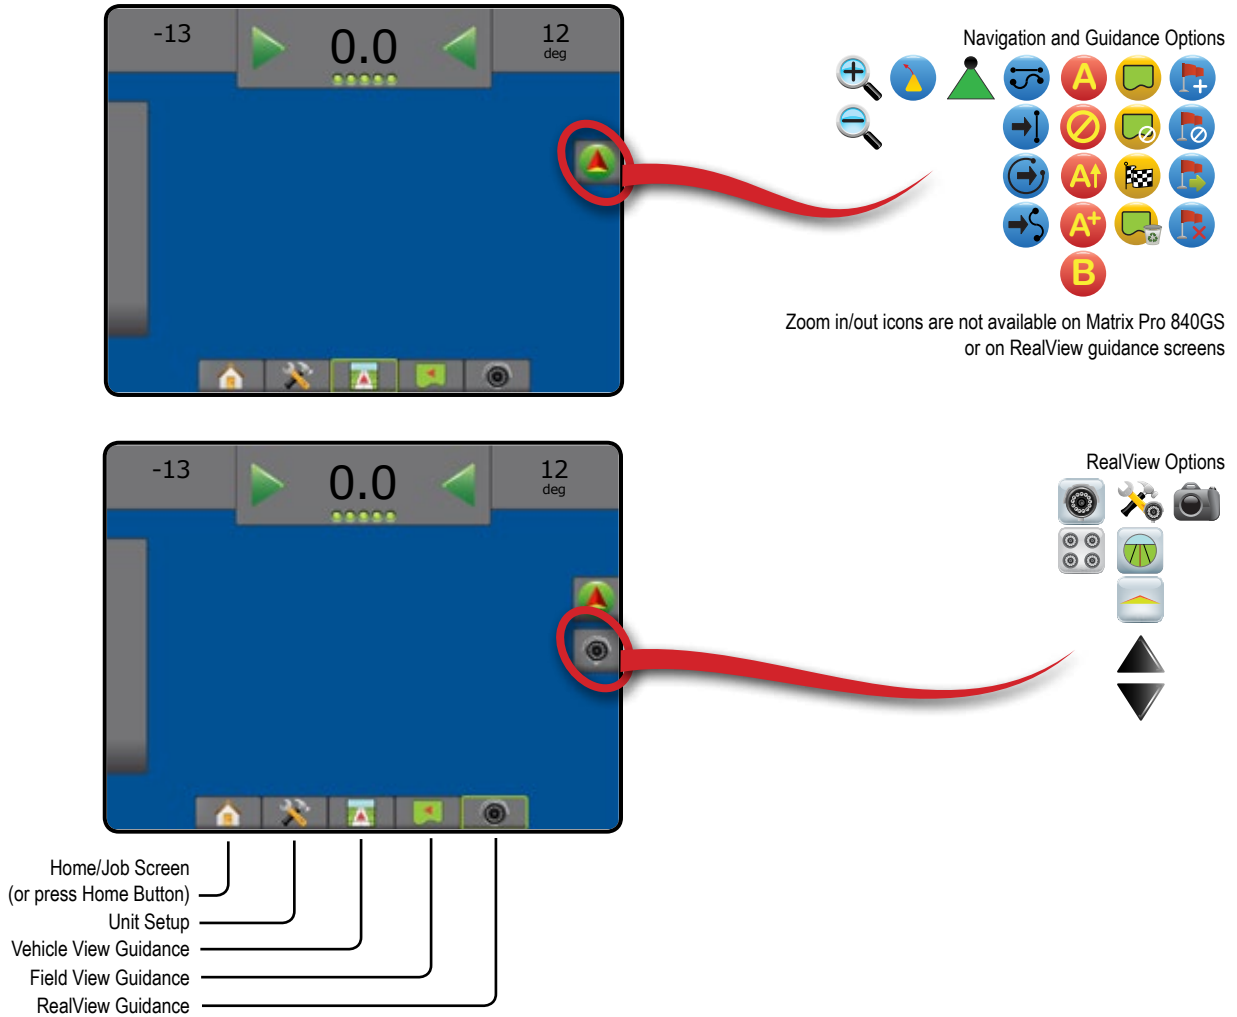 -13
0.0
12
deg
Navigation and Guidance Options
A
A
A+
B
Zoom in/out icons are not available on Matrix Pro 840GS
or on RealView guidance screens
-13
0.0
12
deg
RealView Options
Home/Job Screen
(or press Home Button)
Unit Setup
Vehicle View Guidance
Field View Guidance
RealView Guidance